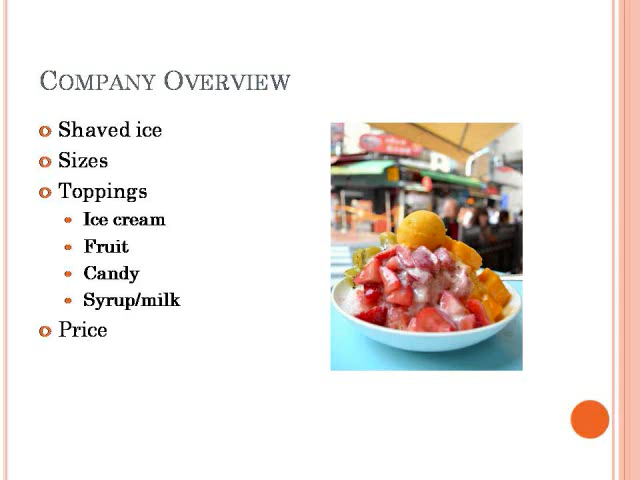 COMPANY OVERVIEW
Shaved ice
Sizes
Toppings
Ice cream
Fruit
Candy
Syrup/milk
Price